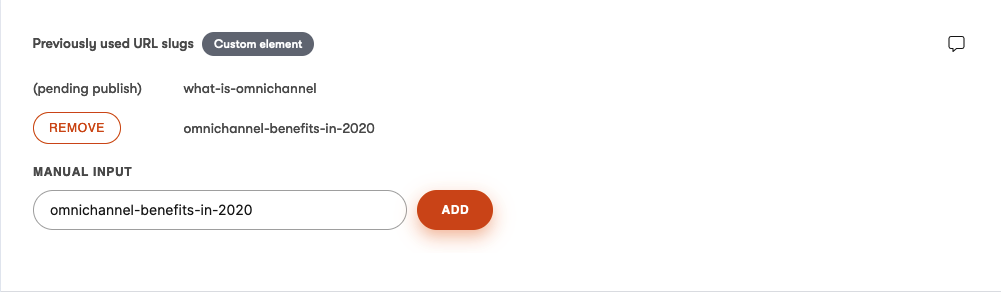 Previously used URL slugs Custom element
(pending publish) what-is-omnichannel
REMOVE omnichannel-benefits-in-2020
MANUAL INPUT
omnichannel-benefits-in-2020 ADD